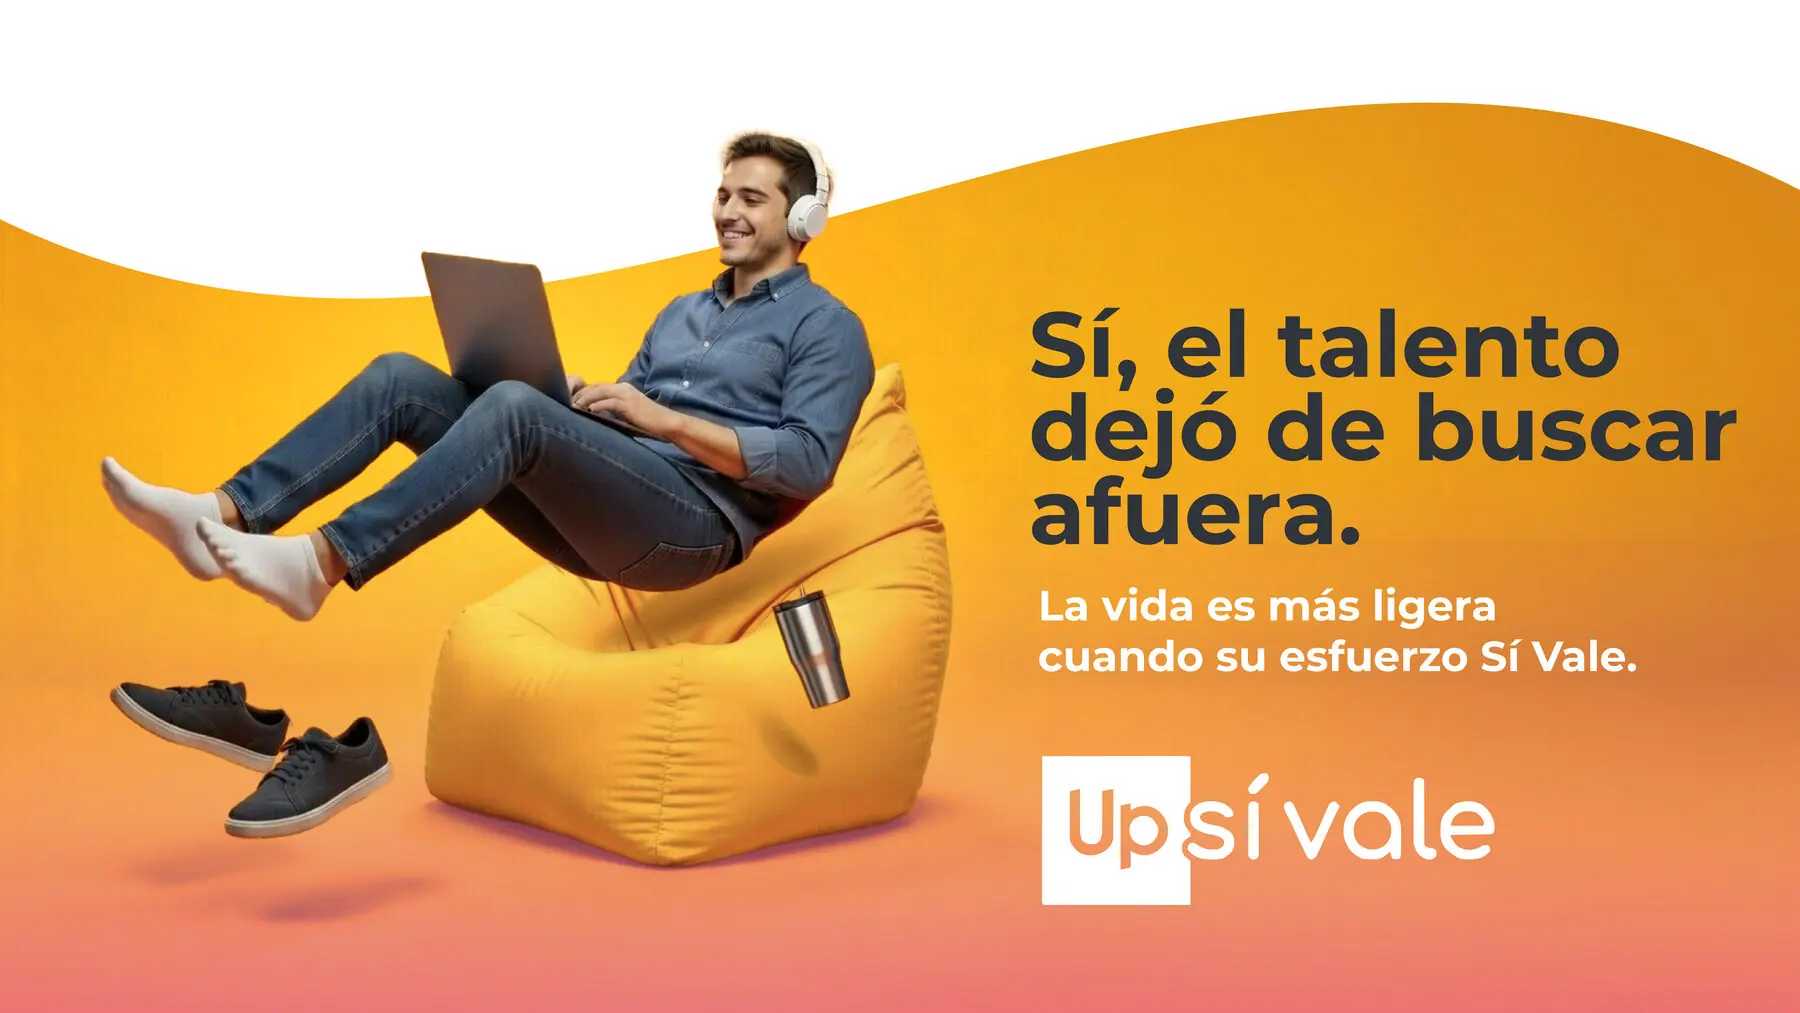 Sí, el talento
dejó de buscar
afuera.
La vida es más ligera
cuando su esfuerzo Sí Vale.
Up sí vale